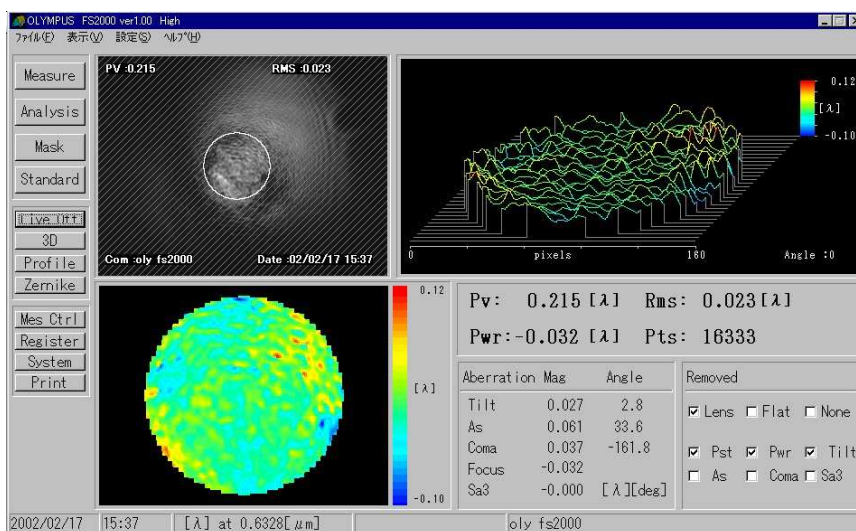 OLYMPUS FS2000 ver1.00 High
ファイル(F) 表示(V) 設定(S) ヘルプ(H)
Measure
Analysis
Mask
Standard
Live Off
3D
Profile
Zernike
Mes Ctrl
Register
System
Print
PV :0.215 RMS :0.023
Com :oly fs2000 Date :02/02/17 15:37
0.12
[λ]
-0.10
0 pixels 160 Angle :0
0.12
[λ]
-0.10
Pv: 0.215 [λ] Rms: 0.023[λ]
Pwr:-0.032 [λ] Pts: 16333
Aberration Mag Angle
Tilt 0.027 2.8
As 0.061 33.6
Coma 0.037 -161.8
Focus -0.032
Sa3 -0.000 [λ][deg]
Removed
Lens Flat None
Pst Pwr Tilt
As Coma Sa3
2002/02/17 15:37 [λ] at 0.6328[μm] oly fs2000